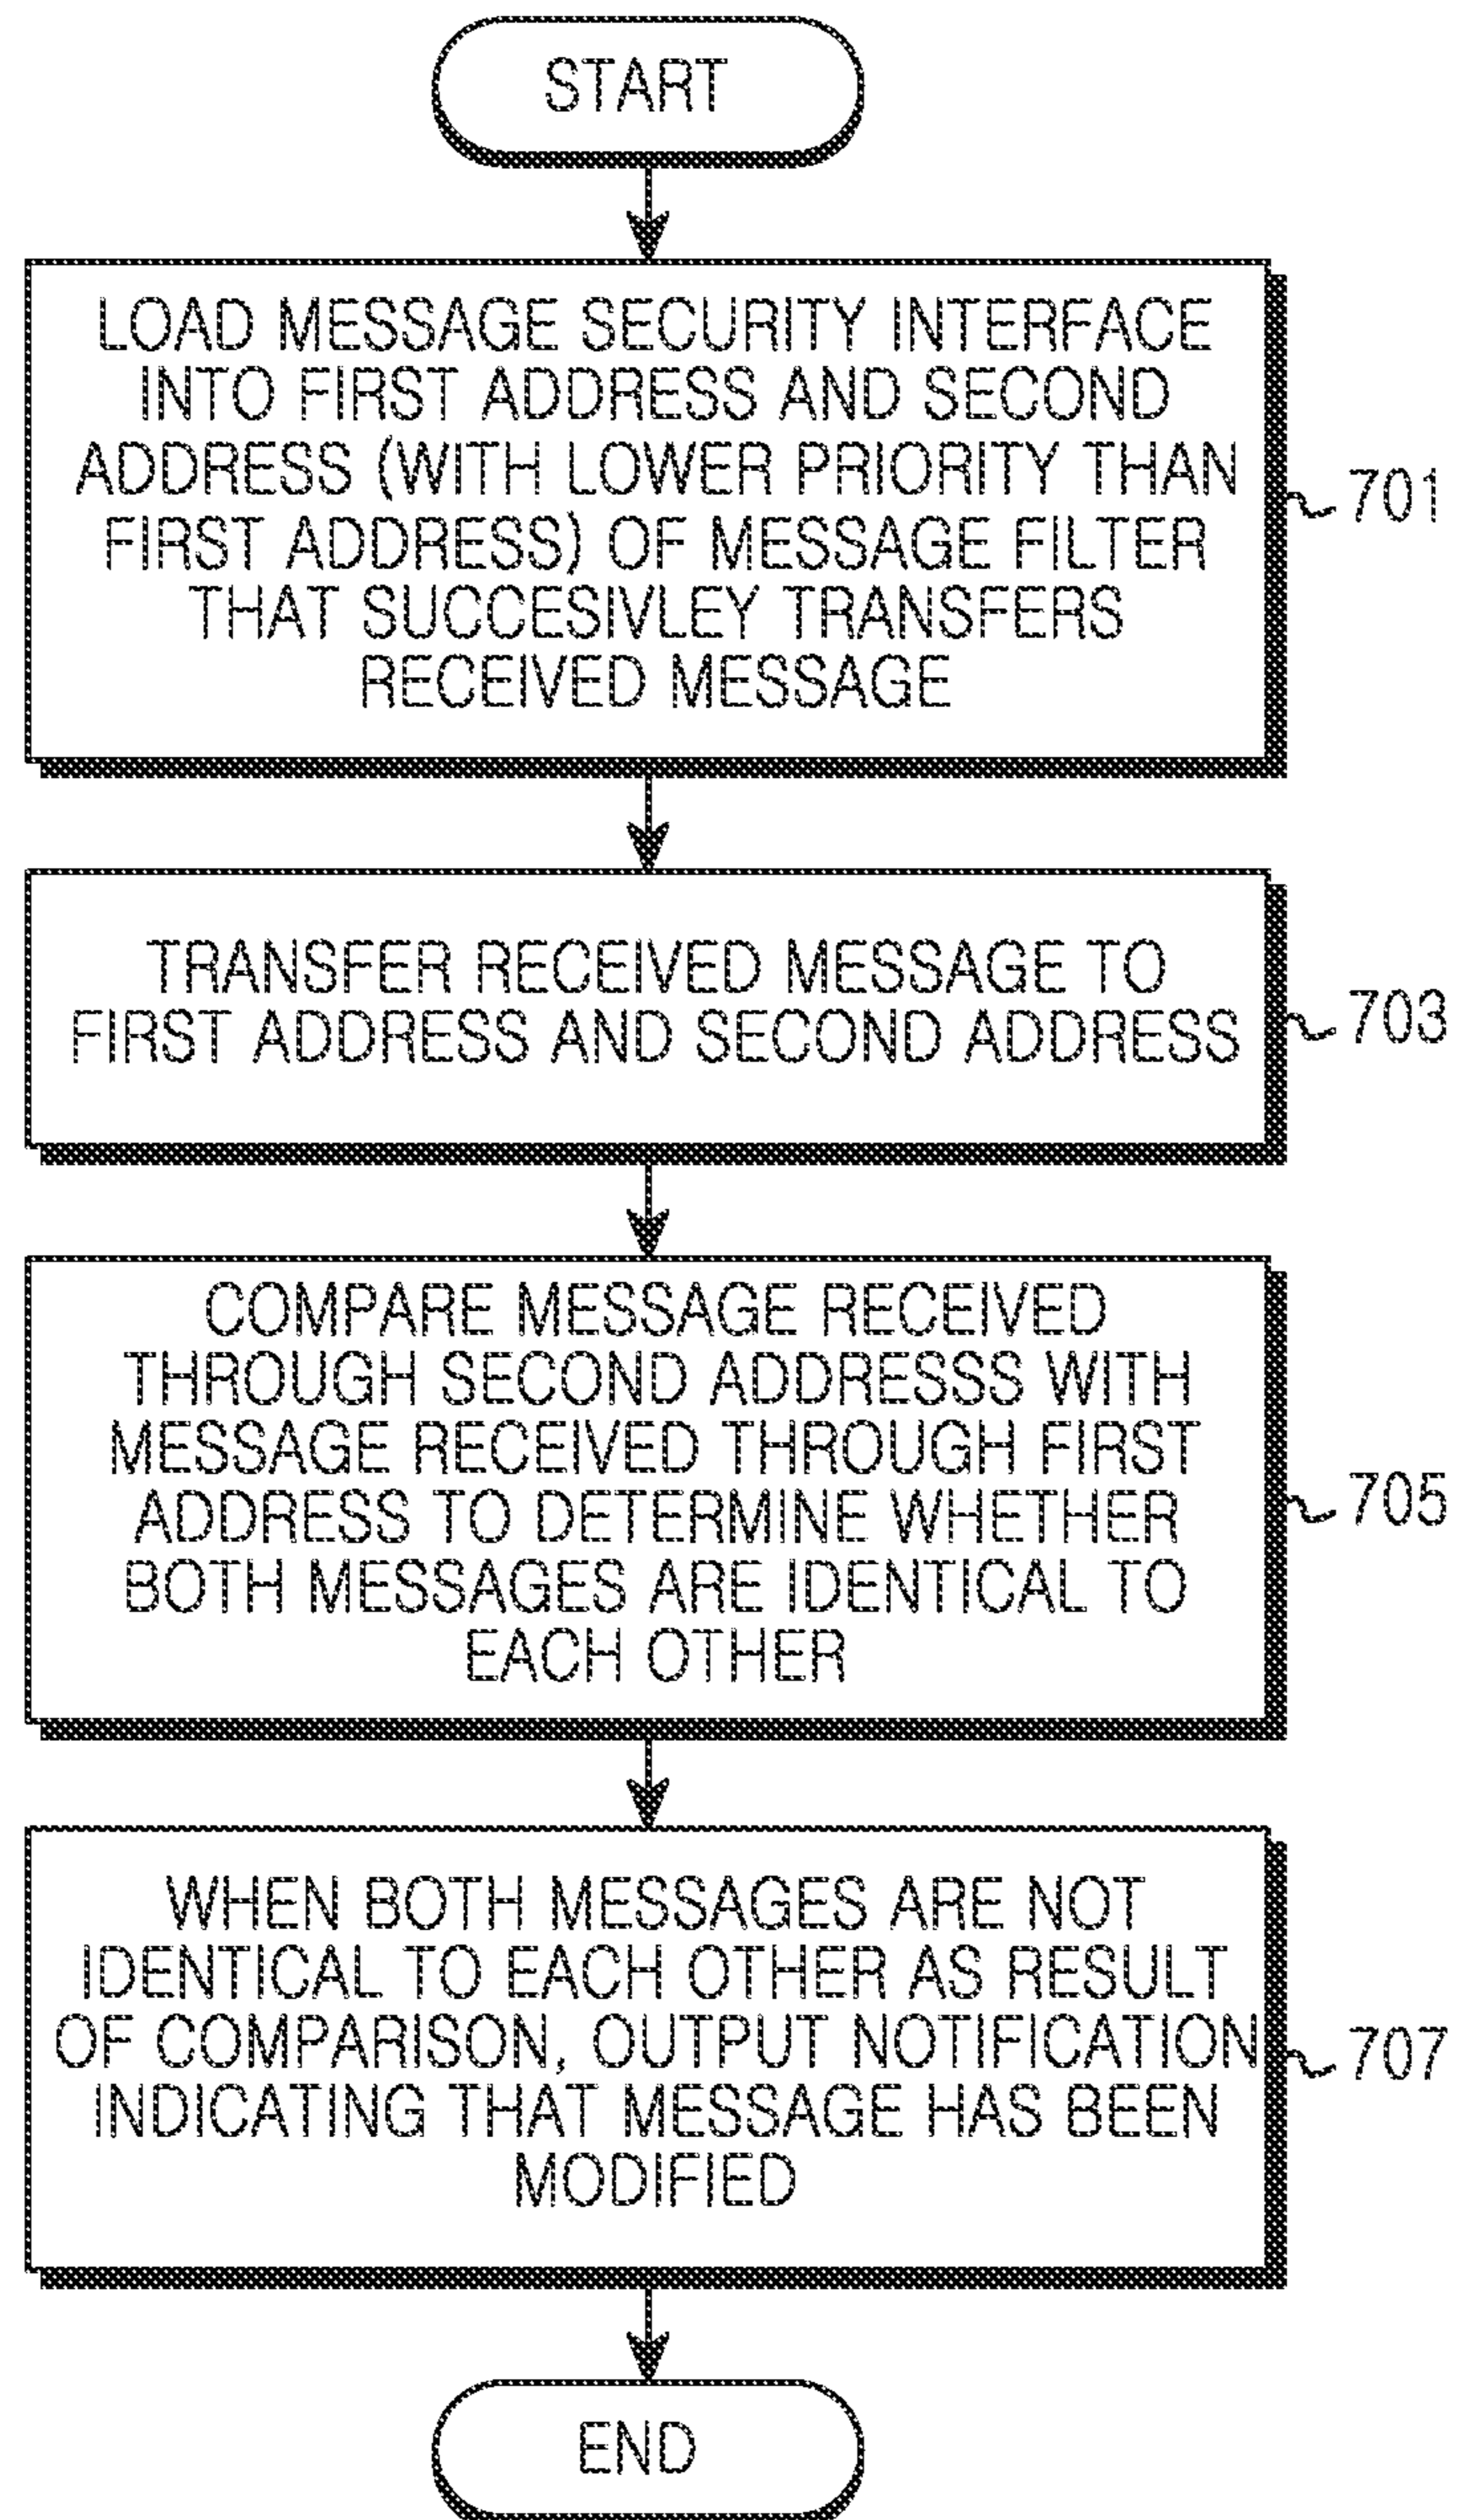 START
LOAD MESSAGE SECURITY INTERFACE
INTO FIRST ADDRESS AND SECOND
ADDRESS (WITH LOWER PRIORITY THAN
FIRST ADDRESS) OF MESSAGE FILTER
THAT SUCCESIVLEY TRANSFERS
RECEIVED MESSAGE
701
TRANSFER RECEIVED MESSAGE TO
FIRST ADDRESS AND SECOND ADDRESS
703
COMPARE MESSAGE RECEIVED
THROUGH SECOND ADDRESSS WITH
MESSAGE RECEIVED THROUGH FIRST
ADDRESS TO DETERMINE WHETHER
BOTH MESSAGES ARE IDENTICAL TO
EACH OTHER
705
WHEN BOTH MESSAGES ARE NOT
IDENTICAL TO EACH OTHER AS RESULT
OF COMPARISON, OUTPUT NOTIFICATION
INDICATING THAT MESSAGE HAS BEEN
MODIFIED
707
END